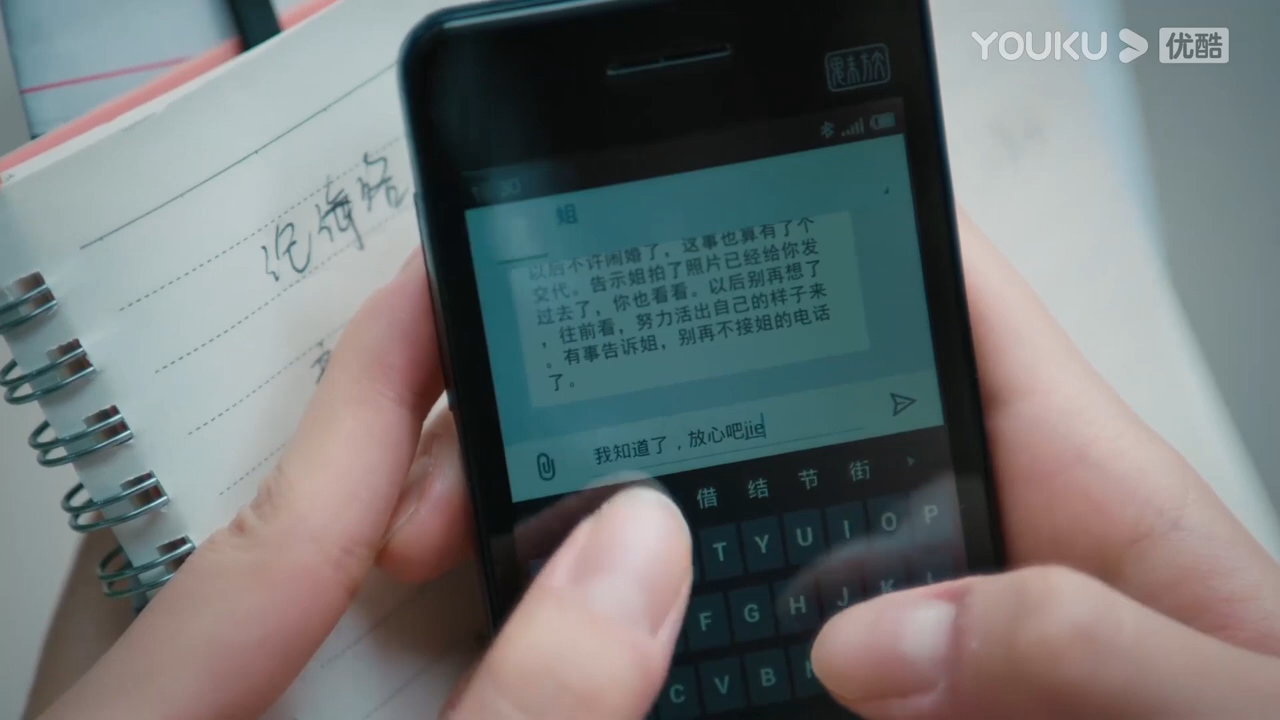 YOUKU 优酷
姐
以后不许闹婚了，这事也算有了个
交代。告示姐拍了照片已经给你发
过去了，你也看看。以后别再想了
，往前看，努力活出自己的样子来
。有事告诉姐，别再不接姐的电话
了。
我知道了，放心吧jie
借 结 节 街
T Y U I O P
F G H J K L
C V B